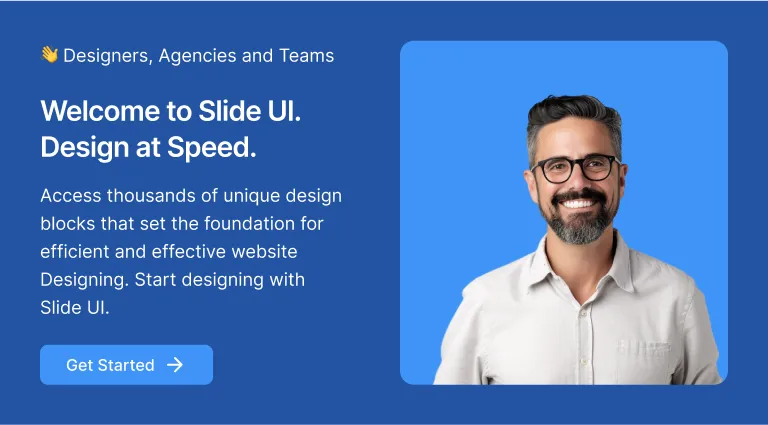 👋 Designers, Agencies and Teams
Welcome to Slide UI.
Design at Speed.
Access thousands of unique design
blocks that set the foundation for
efficient and effective website
Designing. Start designing with
Slide UI.
Get Started →